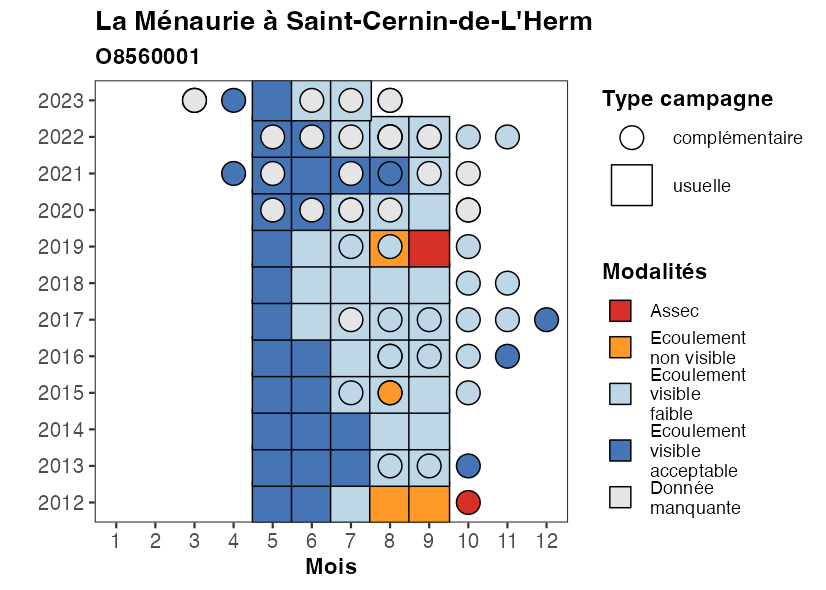 La Ménaurie à Saint-Cernin-de-L'Herm
O8560001
2023
2022
2021
2020
2019
2018
2017
2016
2015
2014
2013
2012
1 2 3 4 5 6 7 8 9 10 11 12
Mois
Type campagne
complémentaire
usuelle
Modalités
Assec
Ecoulement
non visible
Ecoulement
visible
faible
Ecoulement
visible
acceptable
Donnée
manquante